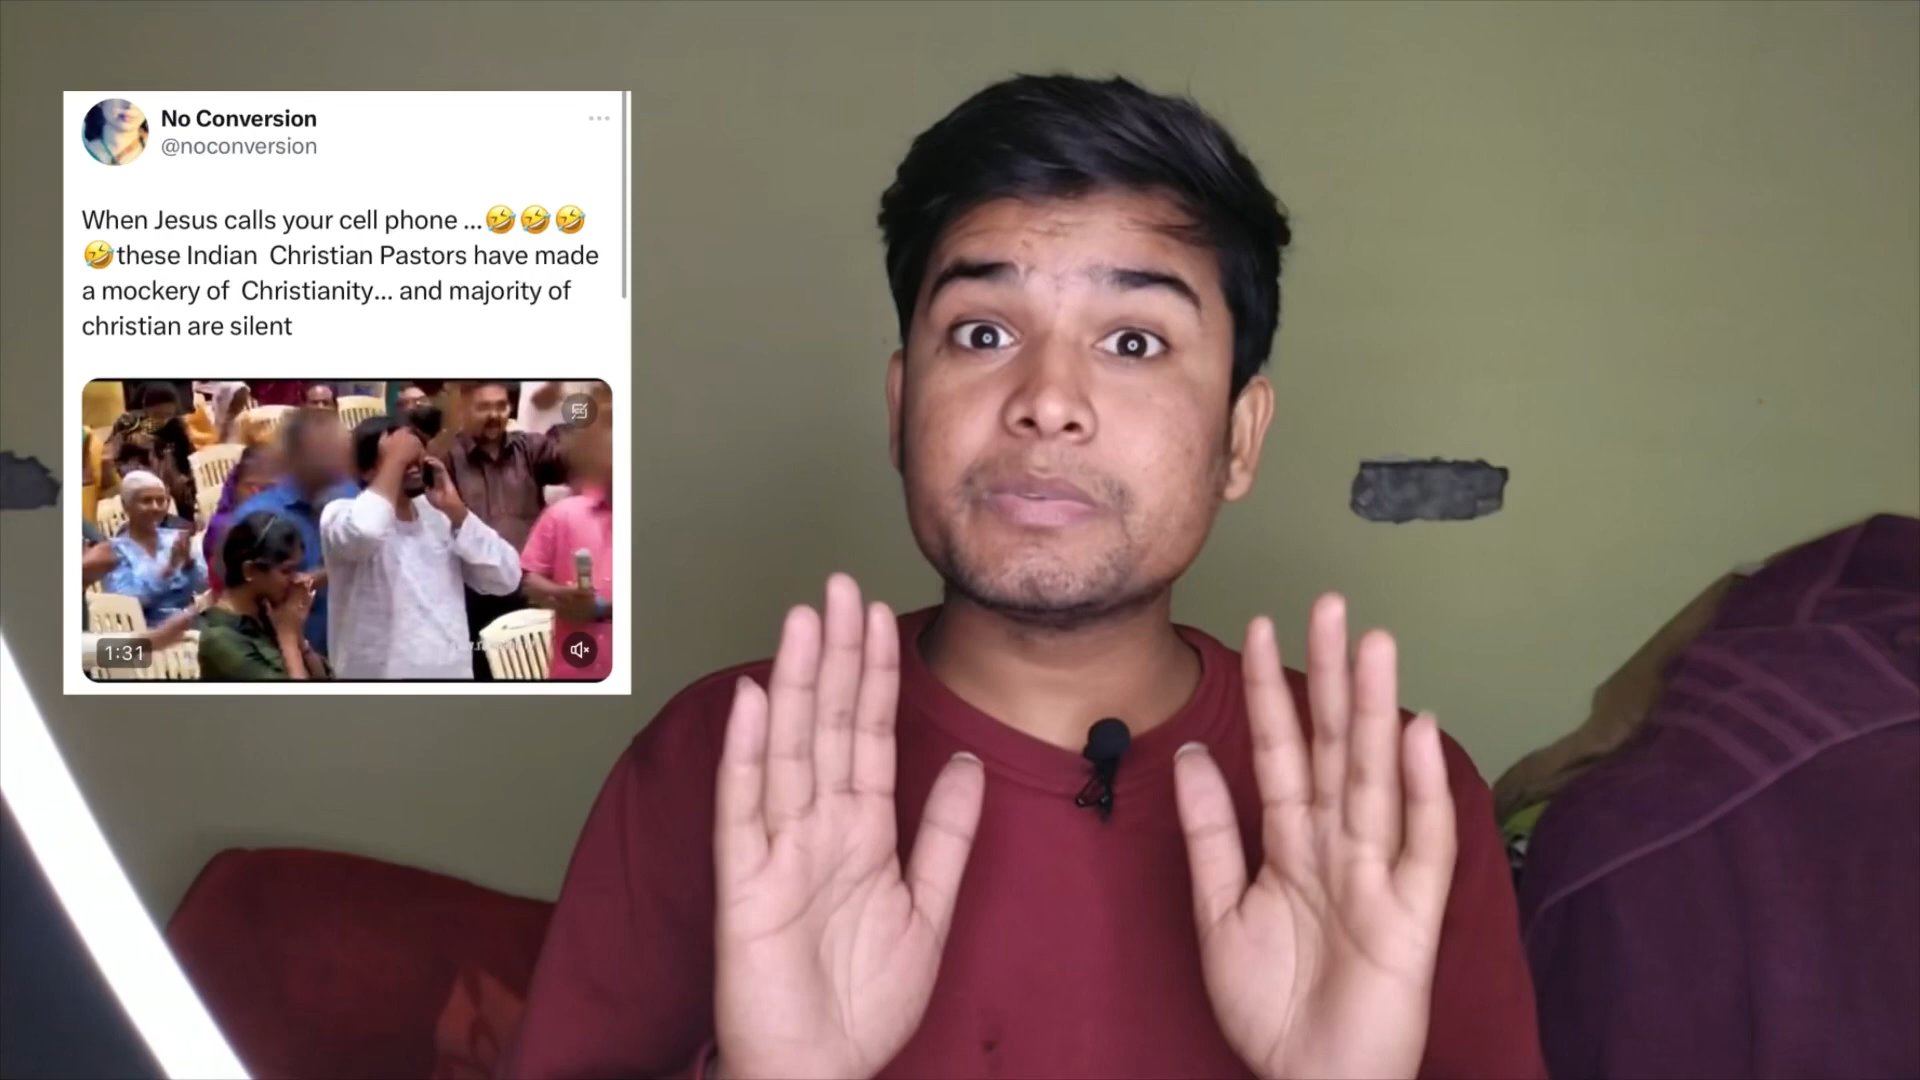 No Conversion
@noconversion
When Jesus calls your cell phone ...🤣🤣🤣
🤣these Indian Christian Pastors have made
a mockery of Christianity... and majority of
christian are silent
1:31